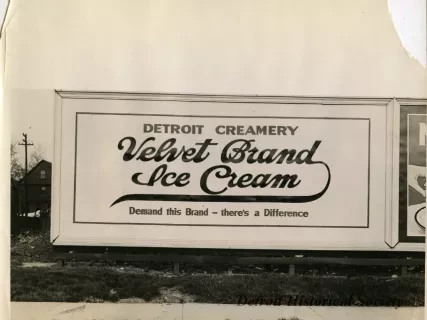 DETROIT CREAMERY
Velvet Brand
Ice Cream
Demand this Brand – there's a Difference
Detroit Historical Society